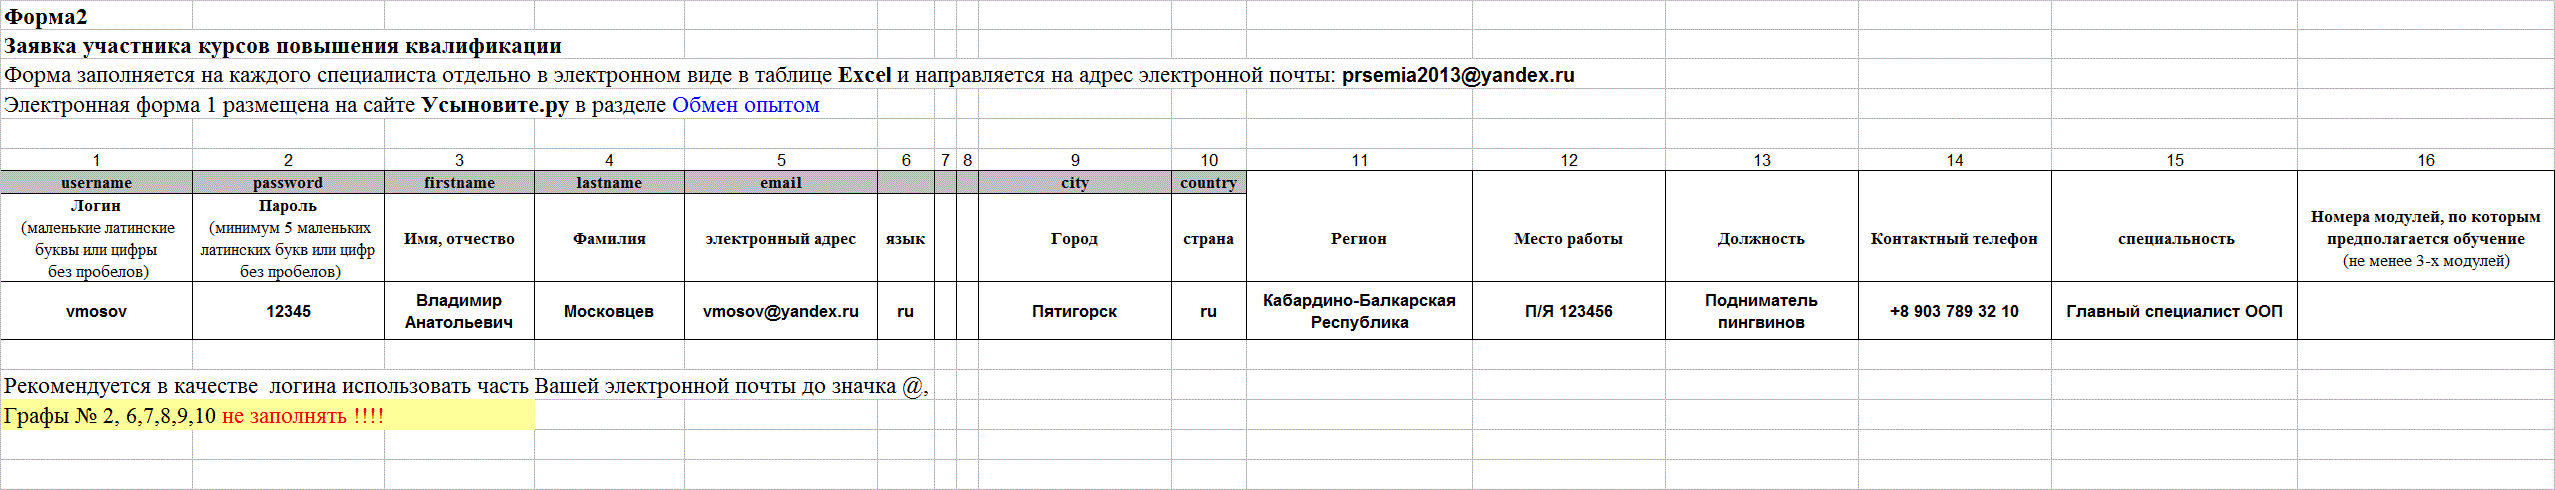 Форма2
Заявка участника курсов повышения квалификации
Форма заполняется на каждого специалиста отдельно в электронном виде в таблице Excel и направляется на адрес электронной почты: prsemia2013@yandex.ru
Электронная форма 1 размещена на сайте Усыновите.ру в разделе Обмен опытом
1 2 3 4 5 6 7 8 9 10 11 12 13 14 15 16
username password firstname lastname email city country
Логин
(маленькие латинские
буквы или цифры
без пробелов)
Пароль
(минимум 5 маленьких
латинских букв или цифр
без пробелов)
Имя, отчество
Фамилия
электронный адрес
язык
Город
страна
Регион
Место работы
Должность
Контактный телефон
специальность
Номера модулей, по которым
предполагается обучение
(не менее 3-х модулей)
vmosov
12345
Владимир
Анатольевич
Московцев
vmosov@yandex.ru
ru
Пятигорск
ru
Кабардино-Балкарская
Республика
П/Я 123456
Подниматель
пингвинов
+8 903 789 32 10
Главный специалист ООП
Рекомендуется в качестве  логина использовать часть Вашей электронной почты до значка @,
Графы № 2, 6,7,8,9,10 не заполнять !!!!